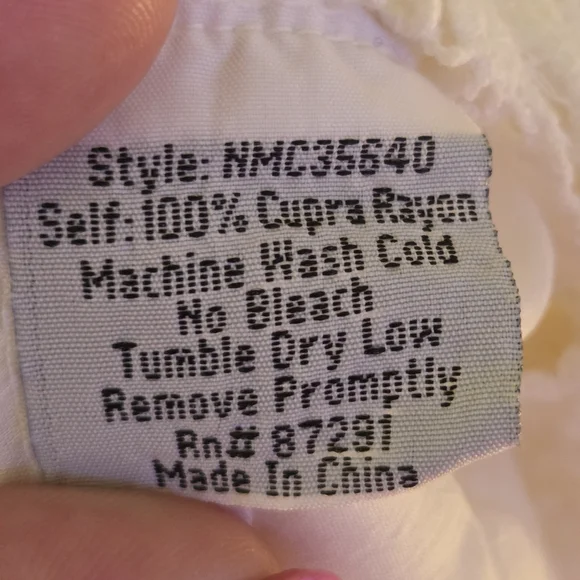 Style: NMC35640
Self: 100% Cupra Rayon
Machine Wash Cold
No Bleach
Tumble Dry Low
Remove Promptly
Rn# 87291
Made In China